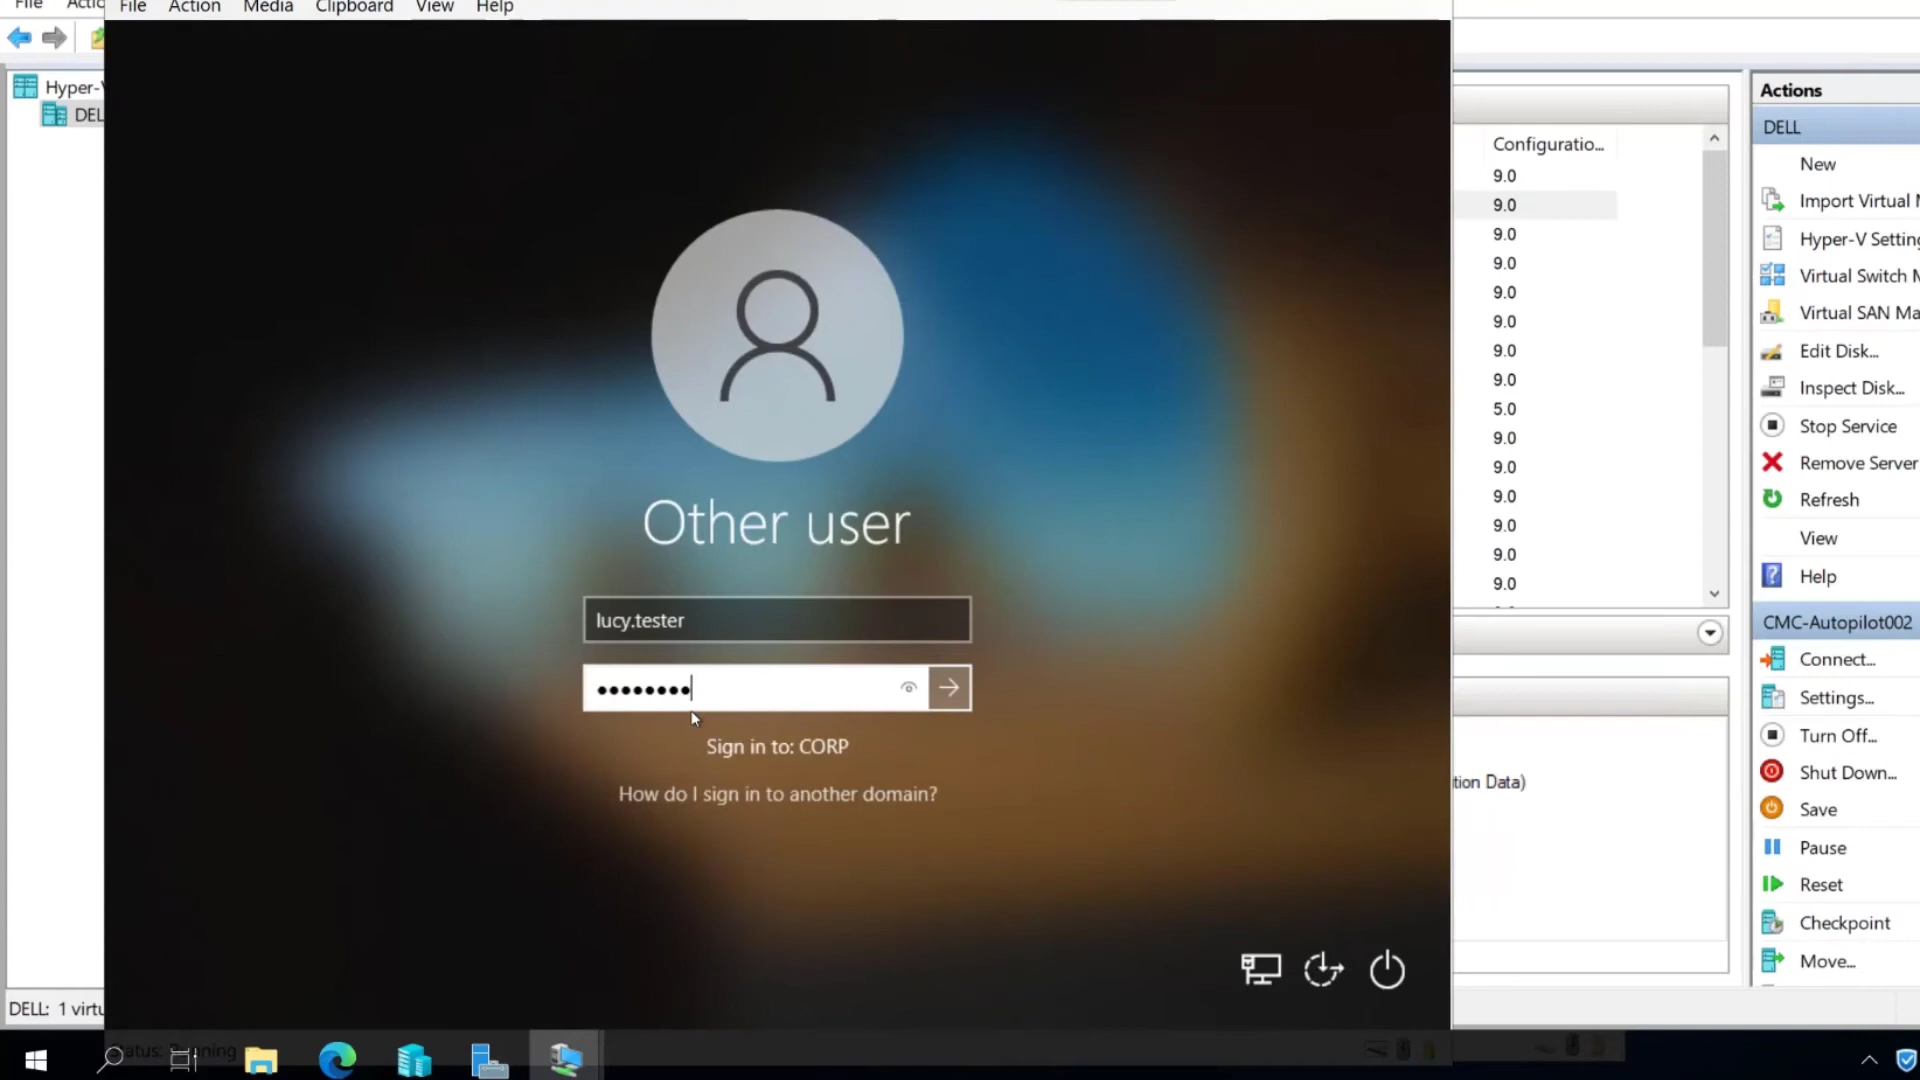 File
Action
Media
Clipboard
View
Help
Hyper-V
DEL
Other user
lucy.tester
Sign in to: CORP
How do I sign in to another domain?
Configuratio...
9.0
9.0
9.0
9.0
9.0
9.0
9.0
9.0
5.0
9.0
9.0
9.0
9.0
9.0
9.0
tion Data)
Actions
DELL
New
Import Virtual M
Hyper-V Setting
Virtual Switch M
Virtual SAN Ma
Edit Disk...
Inspect Disk...
Stop Service
Remove Server
Refresh
View
Help
CMC-Autopilot002
Connect...
Settings...
Turn Off...
Shut Down...
Save
Pause
Reset
Checkpoint
Move...
DELL: 1 virtu
Status: Running